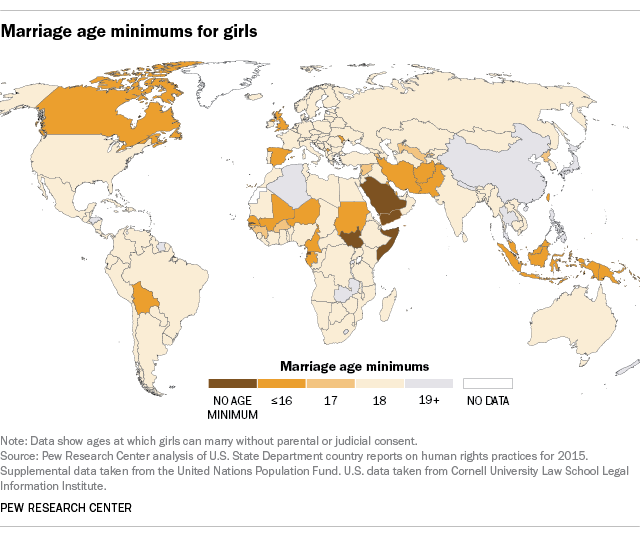 Marriage age minimums for girls
Marriage age minimums
NO AGE MINIMUM
≤16
17
18
19+
NO DATA
Note: Data show ages at which girls can marry without parental or judicial consent.
Source: Pew Research Center analysis of U.S. State Department country reports on human rights practices for 2015.
Supplemental data taken from the United Nations Population Fund. U.S. data taken from Cornell University Law School Legal
Information Institute.
PEW RESEARCH CENTER